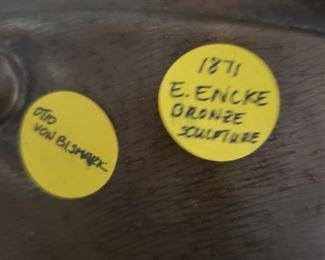 OTTO
VON BISMARK
1871
E. ENCKE
BRONZE
SCULPTURE